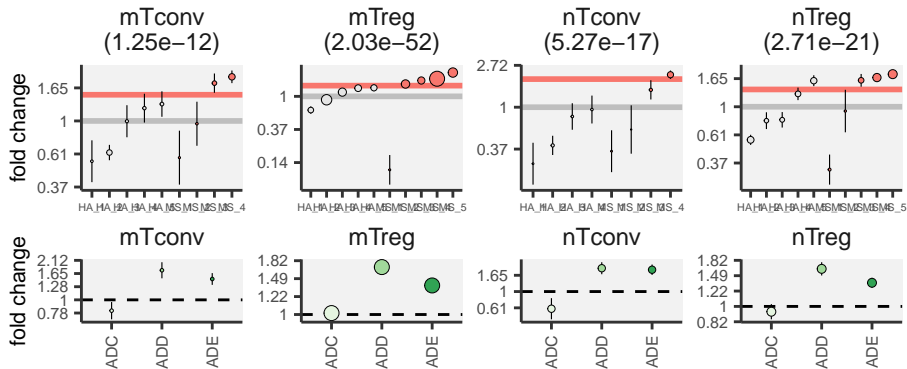 mTconv
(1.25e−12)
mTreg
(2.03e−52)
nTconv
(5.27e−17)
nTreg
(2.71e−21)
fold change
1.65
1
0.61
0.37
1
0.37
0.14
2.72
1
0.37
1.65
1
0.61
0.37
mTconv
mTreg
nTconv
nTreg
fold change
2.12
1.65
1.28
1
0.78
1.82
1.49
1.22
1
1.65
1
0.61
1.82
1.49
1.22
1
0.82
ADC
ADD
ADE
ADC
ADD
ADE
ADC
ADD
ADE
ADC
ADD
ADE